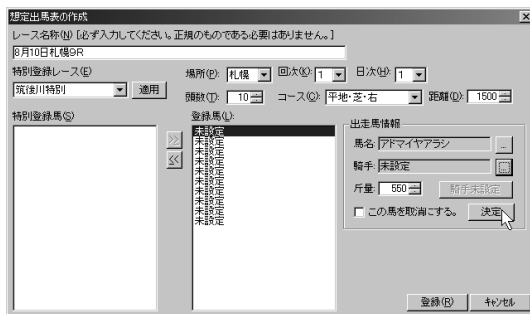 想定出馬表の作成
レース名称(N) [必ず入力してください。正規のものである必要はありません。]
8月10日札幌9R
特別登録レース(E)
筑後川特別
適用
場所(P): 札幌 回次(K): 1 日次(H): 1
頭数(T): 10 コース(C): 平地・芝・右 距離(D): 1500
特別登録馬(S)
>>
<<
登録馬(L):
未設定
未設定
未設定
未設定
未設定
未設定
未設定
未設定
未設定
未設定
出走馬情報
馬名: アドマイヤアラシ ...
騎手: 未設定 ...
斤量: 550 騎手未設定
この馬を取消にする。 決定
登録(R) キャンセル